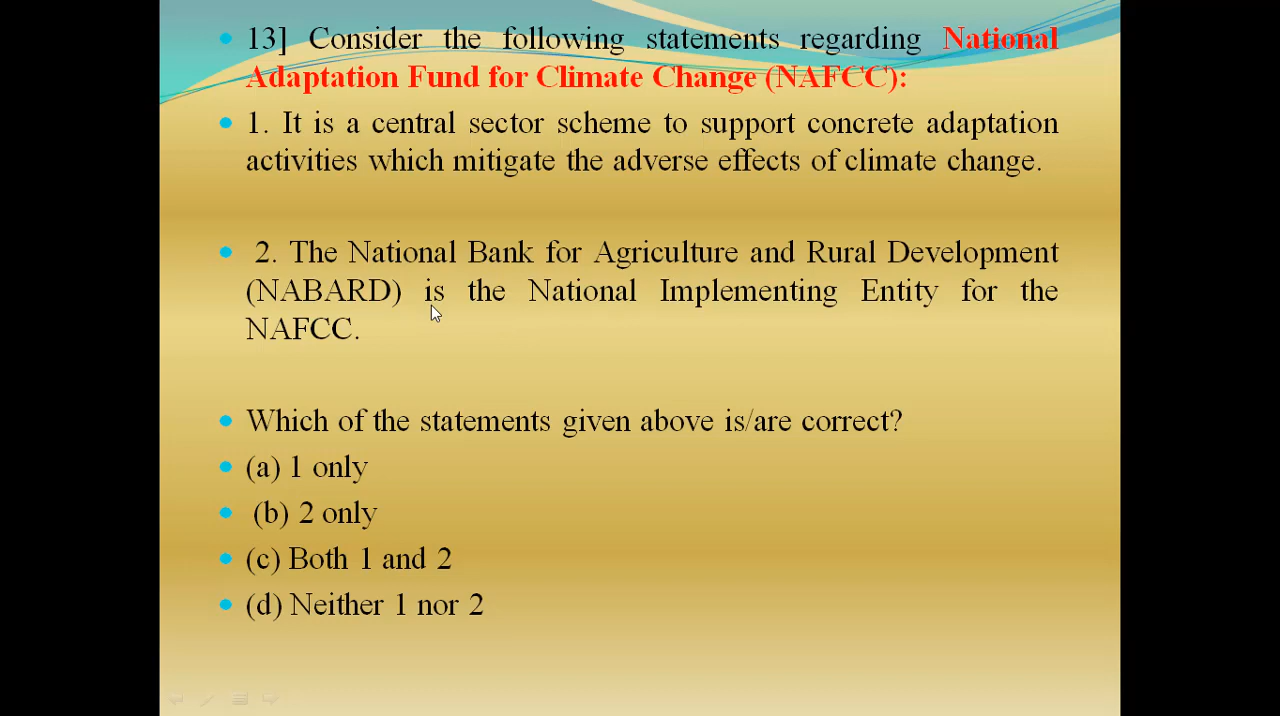 13] Consider the following statements regarding National
Adaptation Fund for Climate Change (NAFCC):
1. It is a central sector scheme to support concrete adaptation
activities which mitigate the adverse effects of climate change.
2. The National Bank for Agriculture and Rural Development
(NABARD) is the National Implementing Entity for the
NAFCC.
Which of the statements given above is/are correct?
(a) 1 only
(b) 2 only
(c) Both 1 and 2
(d) Neither 1 nor 2